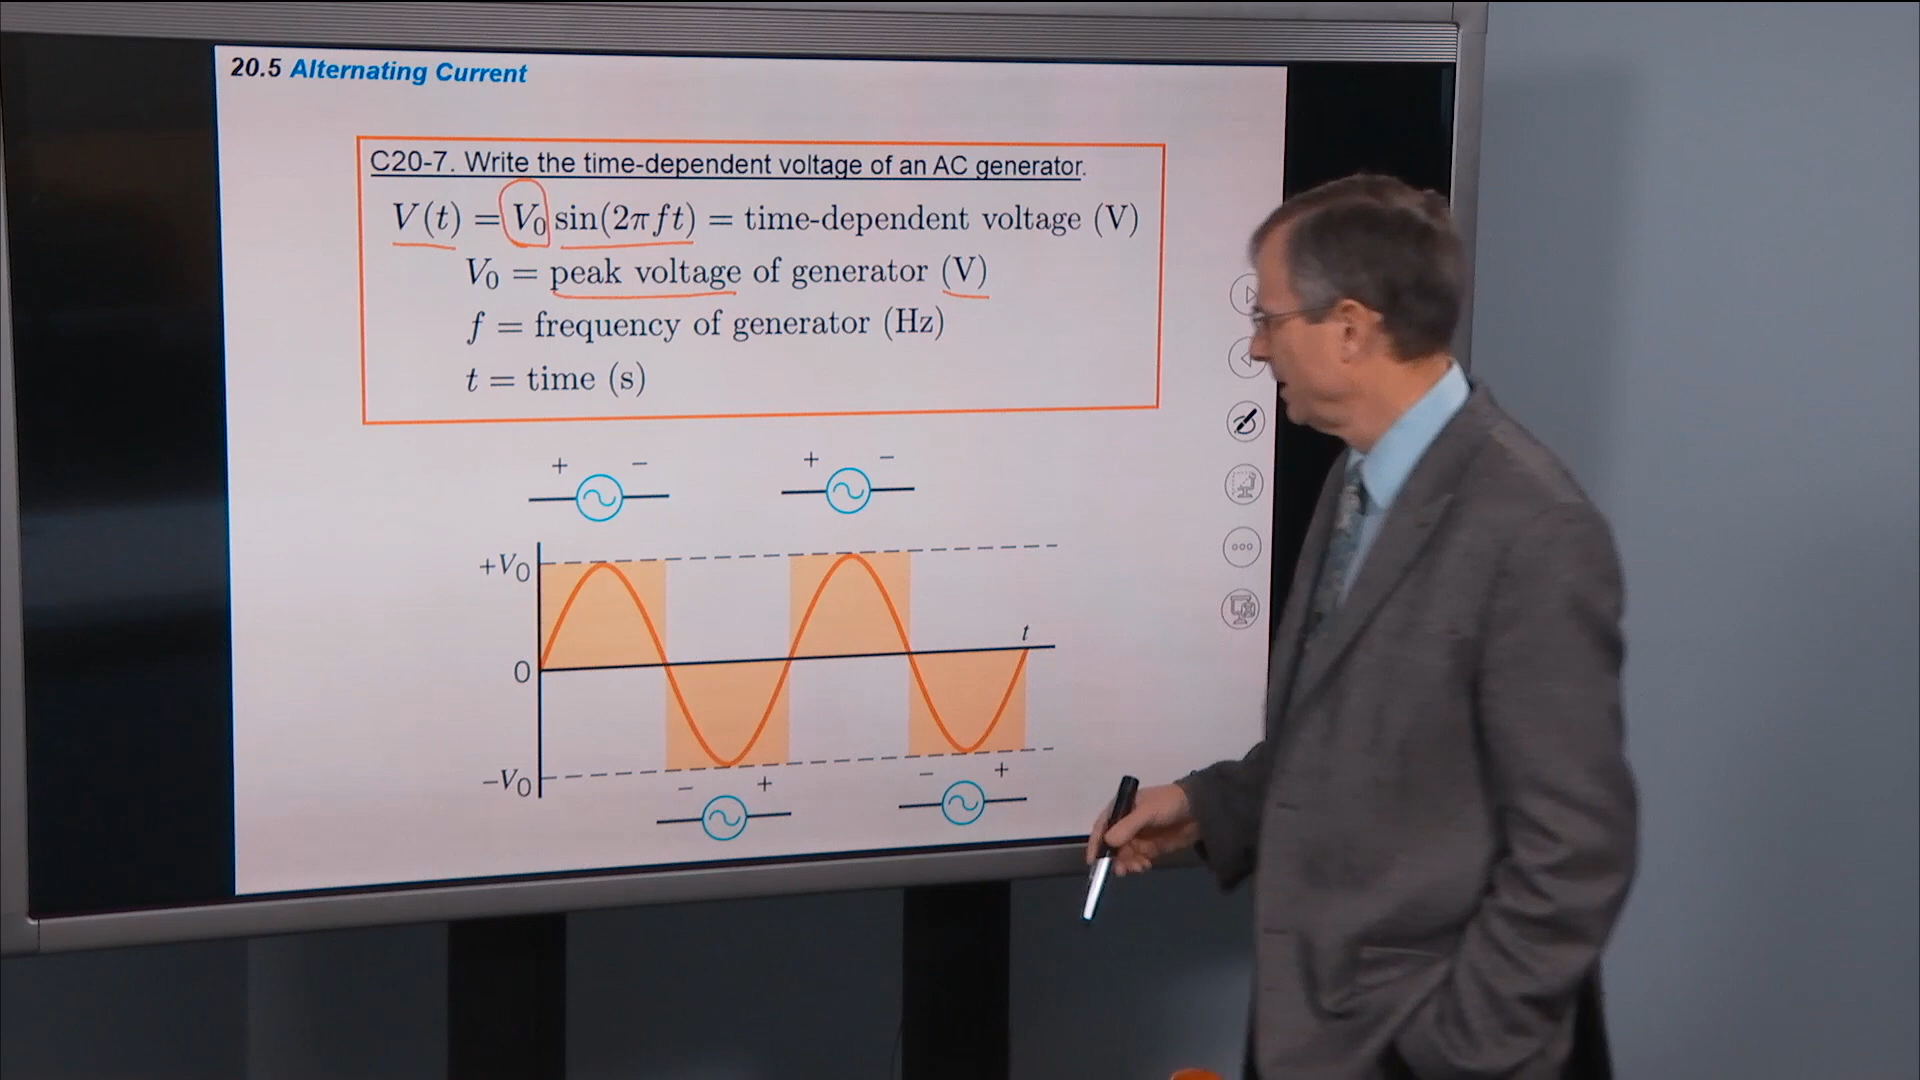 20.5 Alternating Current
C20-7. Write the time-dependent voltage of an AC generator.
V(t) = V₀ sin(2πft) = time-dependent voltage (V)
V₀ = peak voltage of generator (V)
f = frequency of generator (Hz)
t = time (s)
+ − + −
+V₀
t
0
−V₀
− + − +